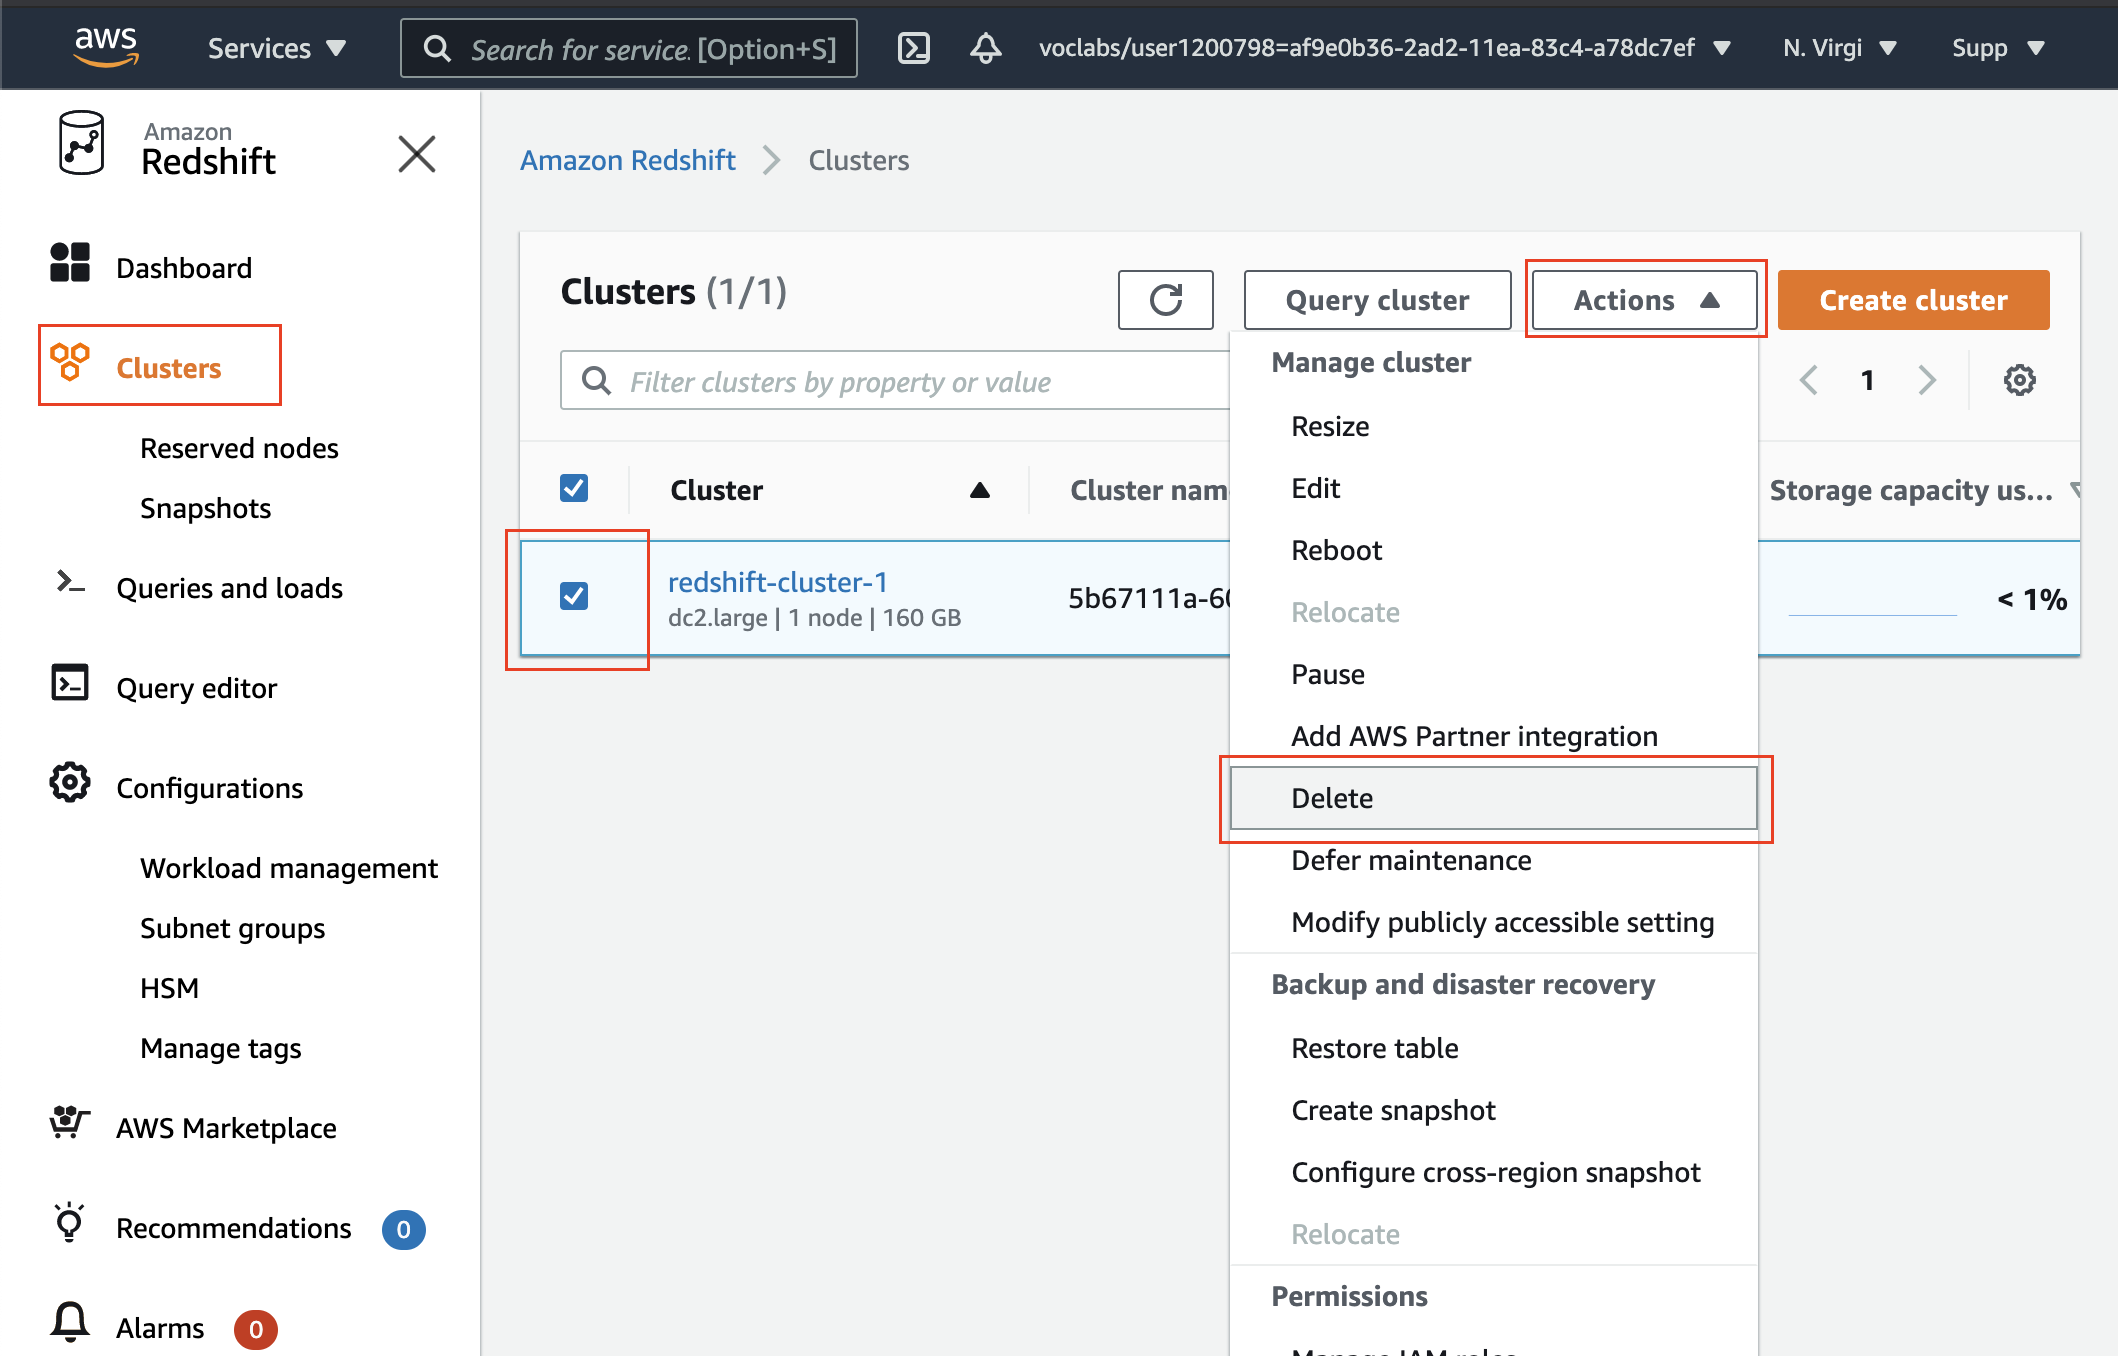 aws
Services
Search for service. [Option+S]
voclabs/user1200798=af9e0b36-2ad2-11ea-83c4-a78dc7ef
N. Virgi
Supp
Amazon
Redshift
Dashboard
Clusters
Reserved nodes
Snapshots
Queries and loads
Query editor
Configurations
Workload management
Subnet groups
HSM
Manage tags
AWS Marketplace
Recommendations 0
Alarms 0
Amazon Redshift
Clusters
Clusters (1/1)
Query cluster
Actions
Create cluster
Filter clusters by property or value
1
Cluster
Cluster nam
Storage capacity us...
redshift-cluster-1
dc2.large | 1 node | 160 GB
5b67111a-60
< 1%
Manage cluster
Resize
Edit
Reboot
Relocate
Pause
Add AWS Partner integration
Delete
Defer maintenance
Modify publicly accessible setting
Backup and disaster recovery
Restore table
Create snapshot
Configure cross-region snapshot
Relocate
Permissions
Manage IAM roles